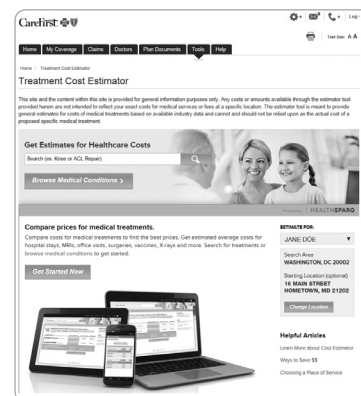 CareFirst
Log
Text Size: A A
Home My Coverage Claims Doctors Plan Documents Tools Help
Home / Treatment Cost Estimator
Treatment Cost Estimator
This site and the content within this site is provided for general information purposes only. Any costs or amounts available through the estimator tool
provided herein are not intended to reflect your exact costs for medical services or fees at a specific location. The estimator tool is meant to provide
general estimates for costs of medical treatments based on available industry data and cannot and should not be relied upon as the actual cost of a
proposed specific medical treatment.
Get Estimates for Healthcare Costs
Search (ex. Knee or ACL Repair)
Browse Medical Conditions >
Powered by | HEALTHSPARQ
Compare prices for medical treatments.
Compare costs for medical treatments to find the best prices. Get estimated average costs for
hospital stays, MRIs, office visits, surgeries, vaccines, X-rays and more. Search for treatments or
browse medical conditions to get started.
Get Started Now
ESTIMATE FOR:
JANE DOE
Search Area
WASHINGTON, DC 20002
Starting Location (optional)
16 MAIN STREET
HOMETOWN, MD 21202
Change Location
Helpful Articles
Learn More about Cost Estimator
Ways to Save $$
Choosing a Place of Service